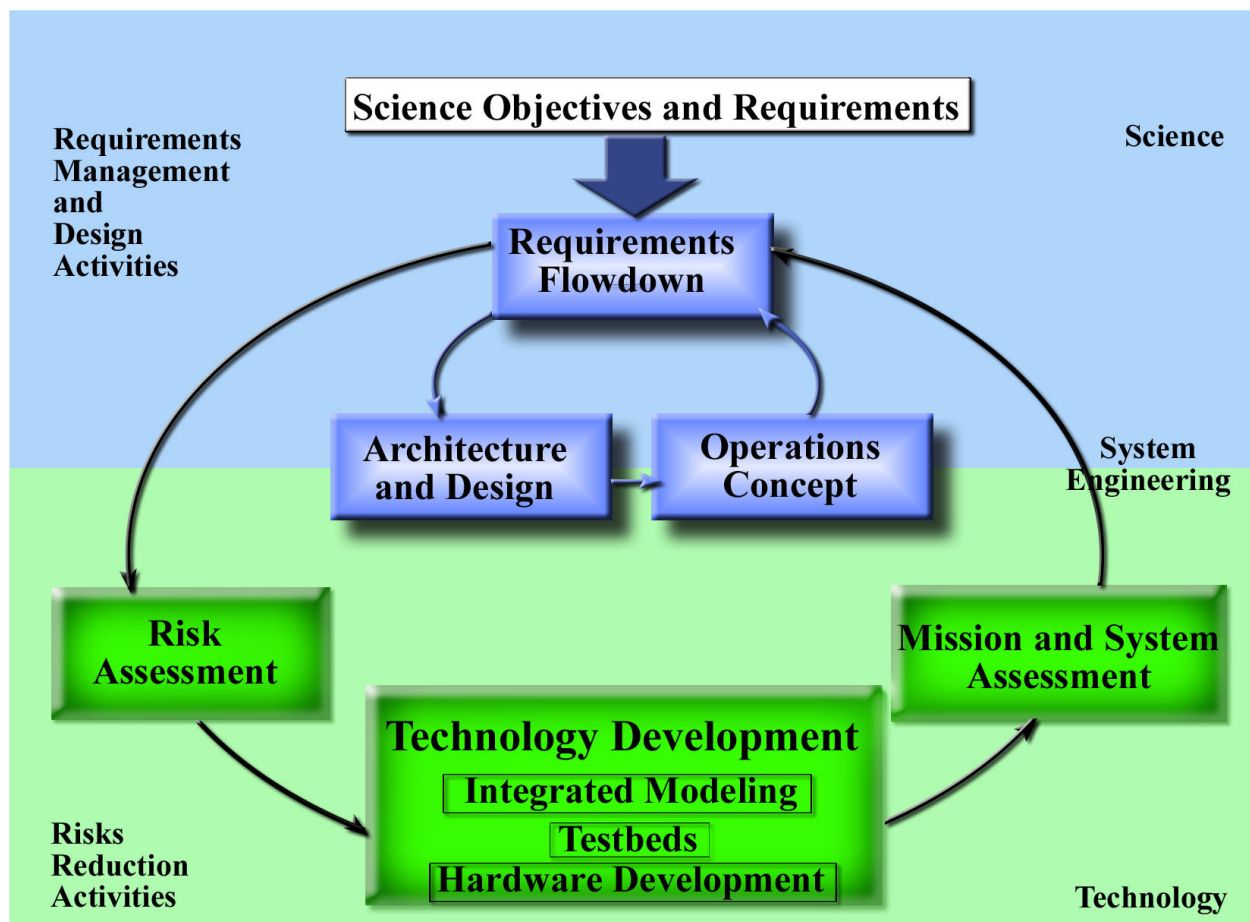 Science Objectives and Requirements
Requirements
Management
and
Design
Activities
Science
Requirements
Flowdown
Architecture
and Design
Operations
Concept
System
Engineering
Risk
Assessment
Mission and System
Assessment
Technology Development
Integrated Modeling
Testbeds
Hardware Development
Risks
Reduction
Activities
Technology